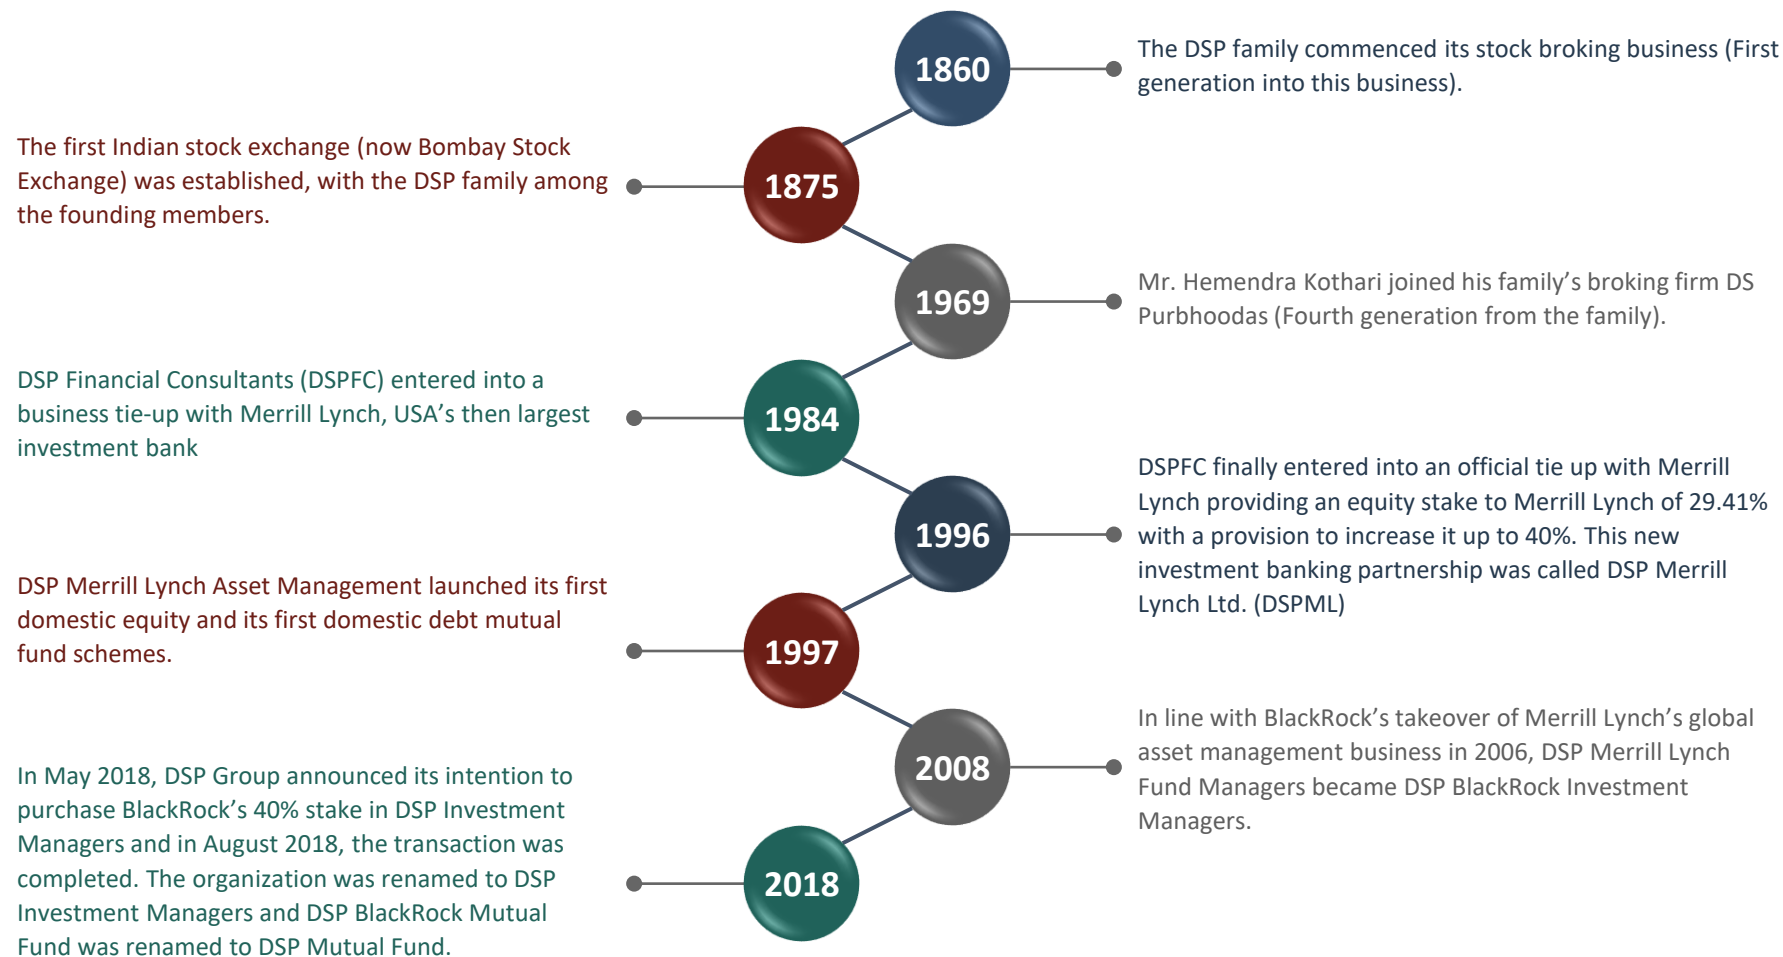 1860
The DSP family commenced its stock broking business (First
generation into this business).
The first Indian stock exchange (now Bombay Stock
Exchange) was established, with the DSP family among
the founding members.
1875
1969
Mr. Hemendra Kothari joined his family’s broking firm DS
Purbhoodas (Fourth generation from the family).
DSP Financial Consultants (DSPFC) entered into a
business tie-up with Merrill Lynch, USA’s then largest
investment bank
1984
1996
DSPFC finally entered into an official tie up with Merrill
Lynch providing an equity stake to Merrill Lynch of 29.41%
with a provision to increase it up to 40%. This new
investment banking partnership was called DSP Merrill
Lynch Ltd. (DSPML)
DSP Merrill Lynch Asset Management launched its first
domestic equity and its first domestic debt mutual
fund schemes.
1997
2008
In line with BlackRock’s takeover of Merrill Lynch’s global
asset management business in 2006, DSP Merrill Lynch
Fund Managers became DSP BlackRock Investment
Managers.
In May 2018, DSP Group announced its intention to
purchase BlackRock’s 40% stake in DSP Investment
Managers and in August 2018, the transaction was
completed. The organization was renamed to DSP
Investment Managers and DSP BlackRock Mutual
Fund was renamed to DSP Mutual Fund.
2018